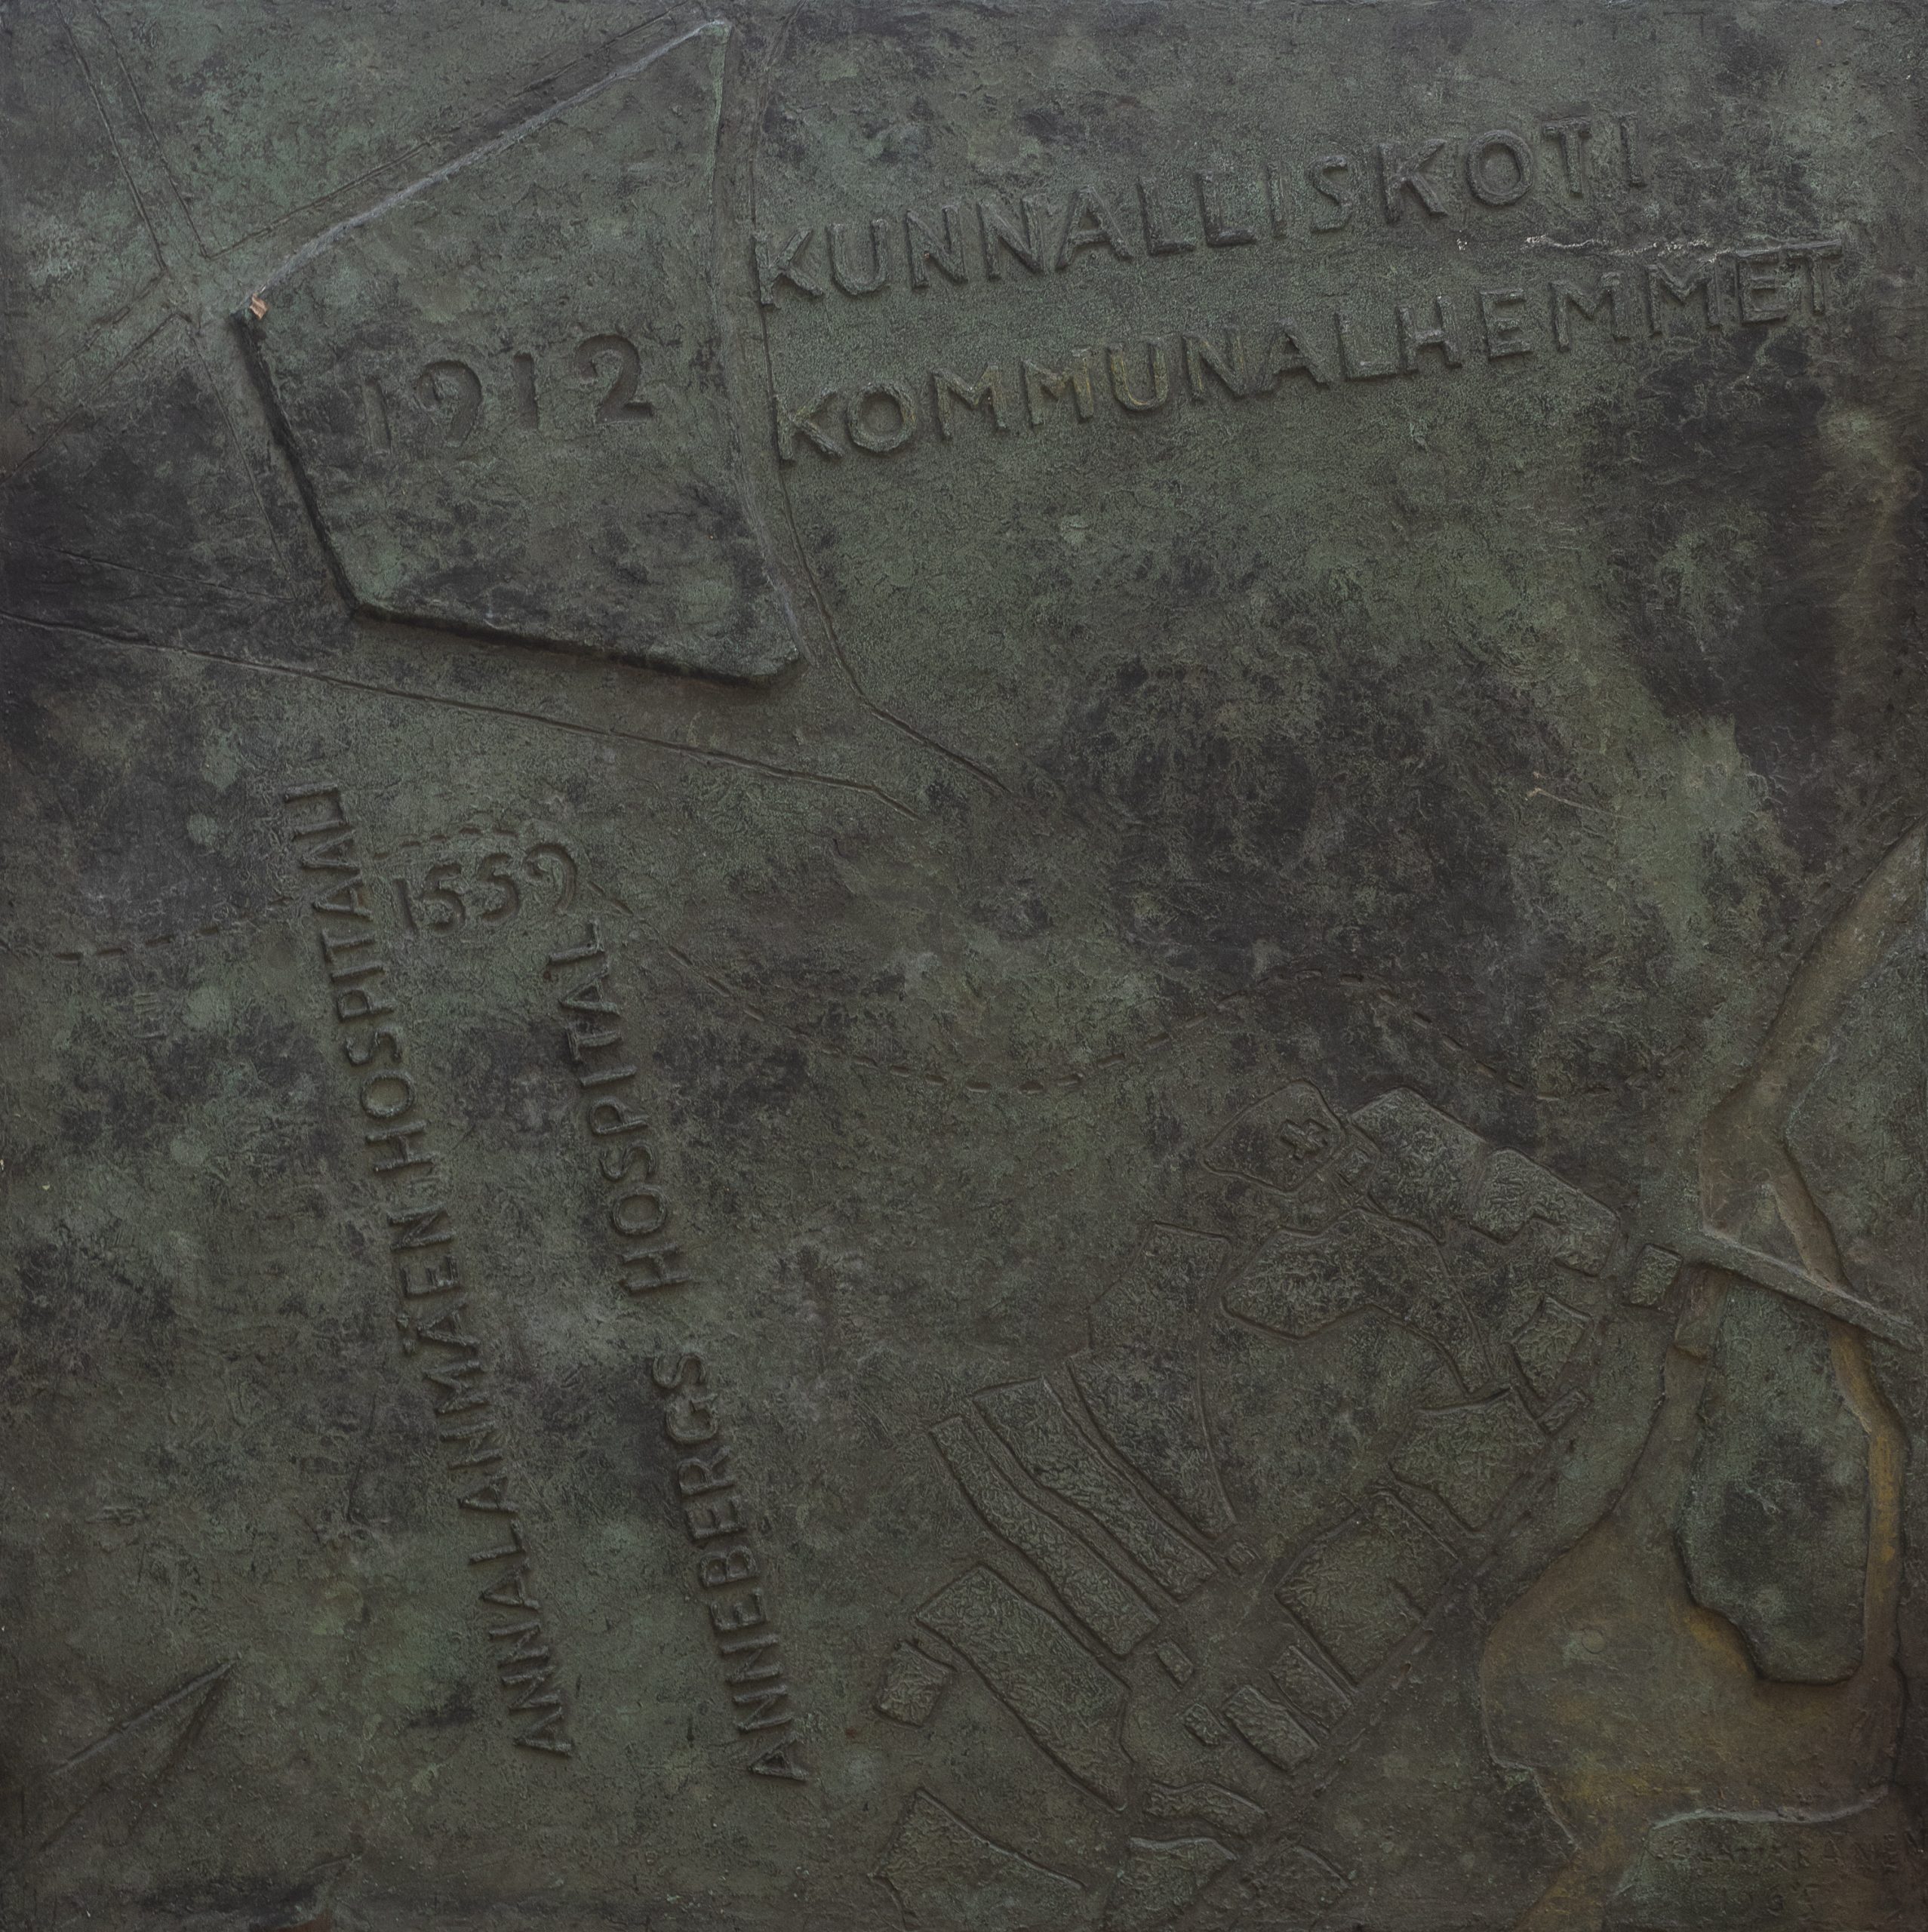 KUNNALLISKOTI
KOMMUNALHEMMET
1912
1559
ANNALANMÄEN HOSPITAALI
ANNEBERGS HOSPITAL